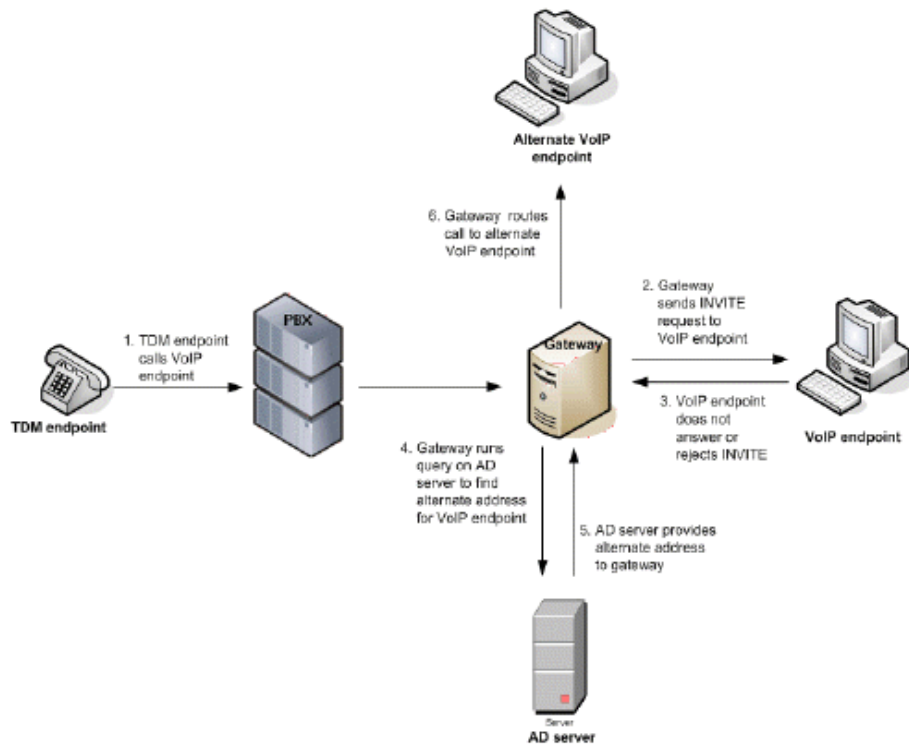 Alternate VoIP
endpoint
6. Gateway routes
call to alternate
VoIP endpoint
2. Gateway
sends INVITE
request to
VoIP endpoint
PBX
Gateway
1. TDM endpoint
calls VoIP
endpoint
TDM endpoint
3. VoIP endpoint
does not
answer or
rejects INVITE
VoIP endpoint
4. Gateway runs
query on AD
server to find
alternate address
for VoIP endpoint
5. AD server provides
alternate address
to gateway
Server
AD server